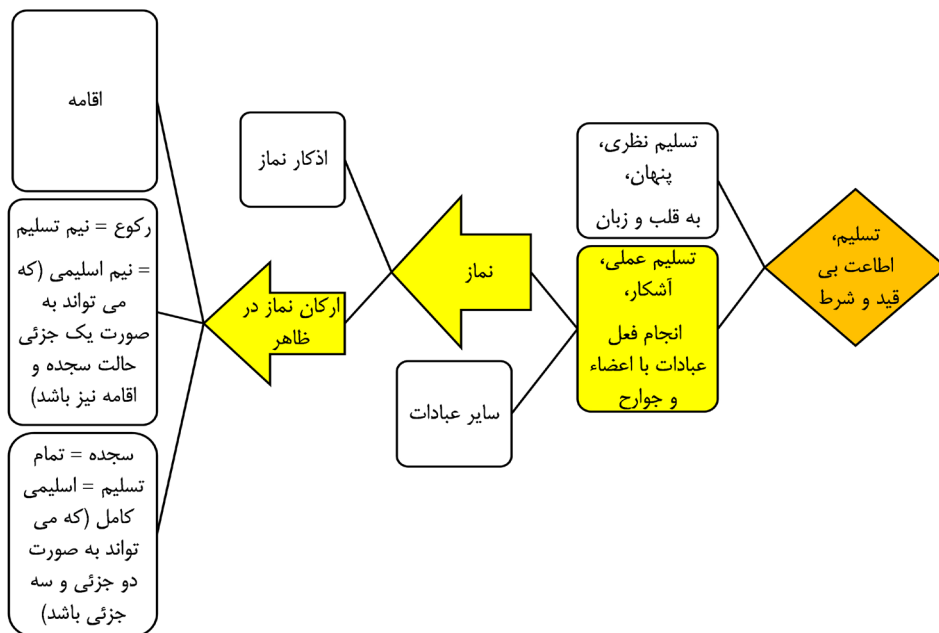 تسلیم،
اطاعت بی
قید و شرط
تسلیم نظری،
پنهان،
به قلب و زبان
تسلیم عملی،
آشکار،
انجام فعل
عبادات با اعضاء
و جوارح
نماز
سایر عبادات
اذکار نماز
ارکان نماز در
ظاهر
اقامه
رکوع = نیم تسلیم
= نیم اسلیمی (که
می تواند به
صورت یک جزئی
حالت سجده و
اقامه نیز باشد)
سجده = تمام
تسلیم = اسلیمی
کامل (که می
تواند به صورت
دو جزئی و سه
جزئی باشد)